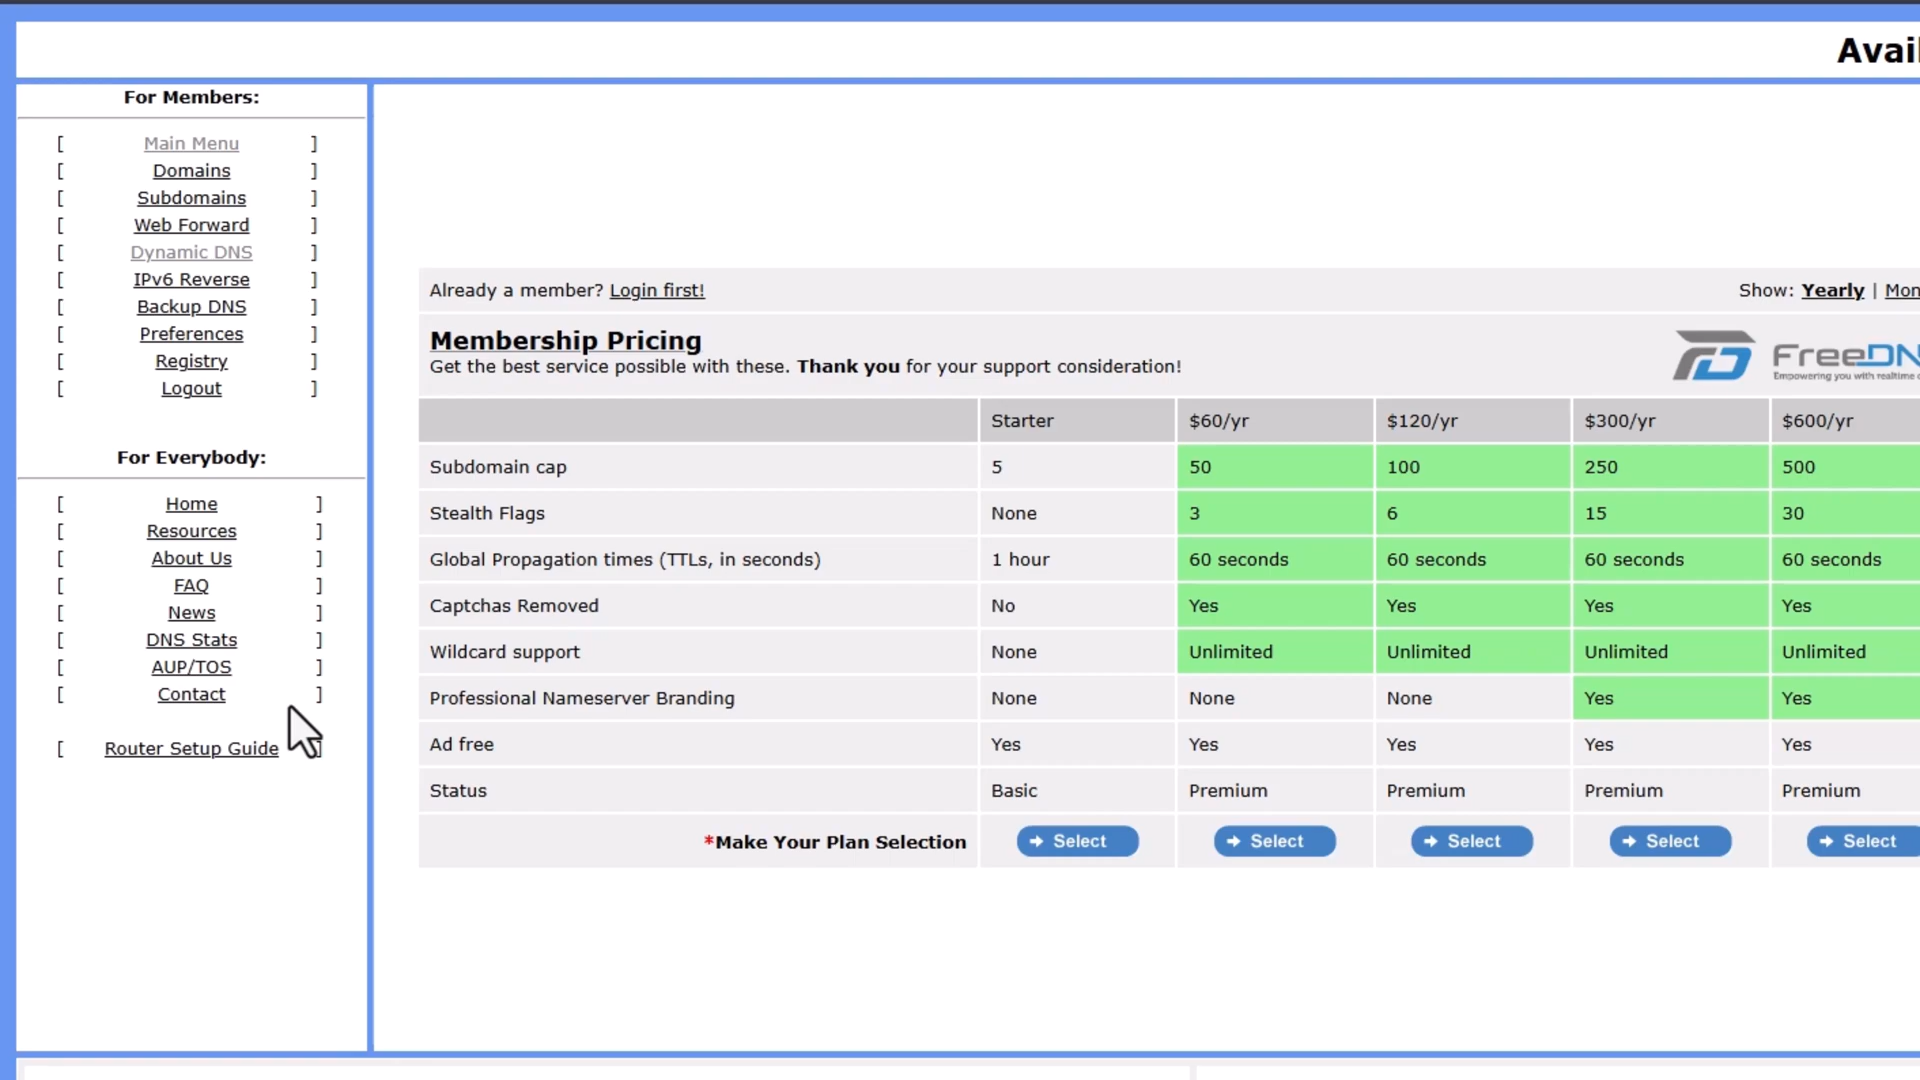 Avail
For Members:
[ Main Menu ]
[ Domains ]
[ Subdomains ]
[ Web Forward ]
[ Dynamic DNS ]
[ IPv6 Reverse ]
[ Backup DNS ]
[ Preferences ]
[ Registry ]
[ Logout ]
For Everybody:
[ Home ]
[ Resources ]
[ About Us ]
[ FAQ ]
[ News ]
[ DNS Stats ]
[ AUP/TOS ]
[ Contact ]
[ Router Setup Guide ]
Already a member? Login first! Show: Yearly | Mon
Membership Pricing
Get the best service possible with these. Thank you for your support consideration!
FreeDN
Empowering you with realtime
Starter $60/yr $120/yr $300/yr $600/yr
Subdomain cap 5 50 100 250 500
Stealth Flags None 3 6 15 30
Global Propagation times (TTLs, in seconds) 1 hour 60 seconds 60 seconds 60 seconds 60 seconds
Captchas Removed No Yes Yes Yes Yes
Wildcard support None Unlimited Unlimited Unlimited Unlimited
Professional Nameserver Branding None None None Yes Yes
Ad free Yes Yes Yes Yes Yes
Status Basic Premium Premium Premium Premium
*Make Your Plan Selection Select Select Select Select Select